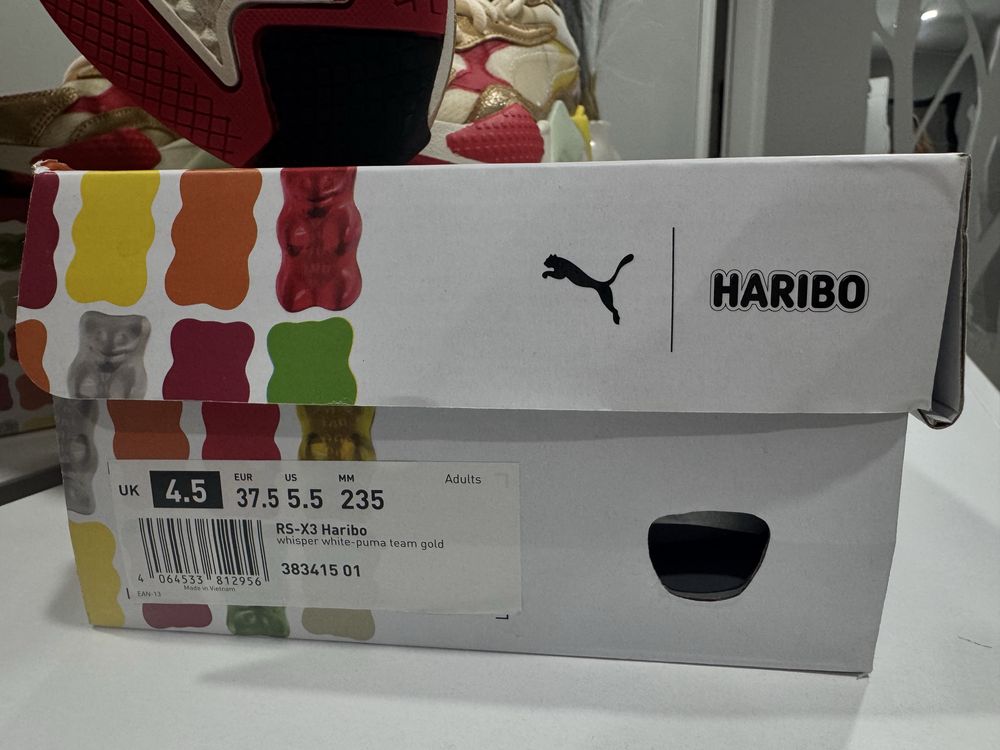 HARIBO
EUR US MM Adults
UK 4.5 37.5 5.5 235
RS-X3 Haribo
whisper white-puma team gold
383415 01
4 064533 812956
Made in Vietnam
EAN-13